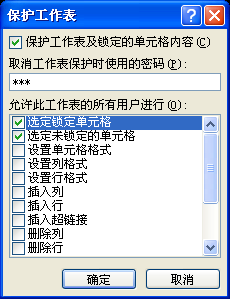 保护工作表
保护工作表及锁定的单元格内容(C)
取消工作表保护时使用的密码(P):
***
允许此工作表的所有用户进行(O):
选定锁定单元格
选定未锁定的单元格
设置单元格格式
设置列格式
设置行格式
插入列
插入行
插入超链接
删除列
删除行
确定
取消